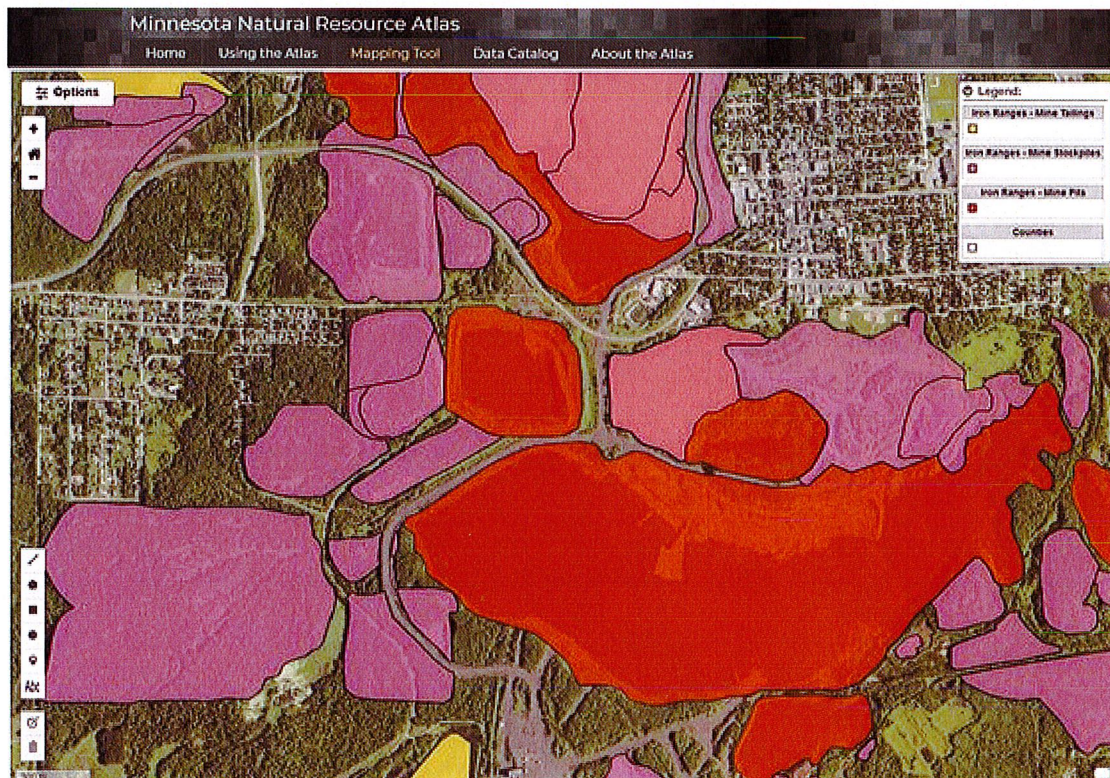 Minnesota Natural Resource Atlas
Home Using the Atlas Mapping Tool Data Catalog About the Atlas
Options
Legend:
Iron Ranges - Mine Tailings
Iron Ranges - Mine Stockpiles
Iron Ranges - Mine Pits
Counties
Abc